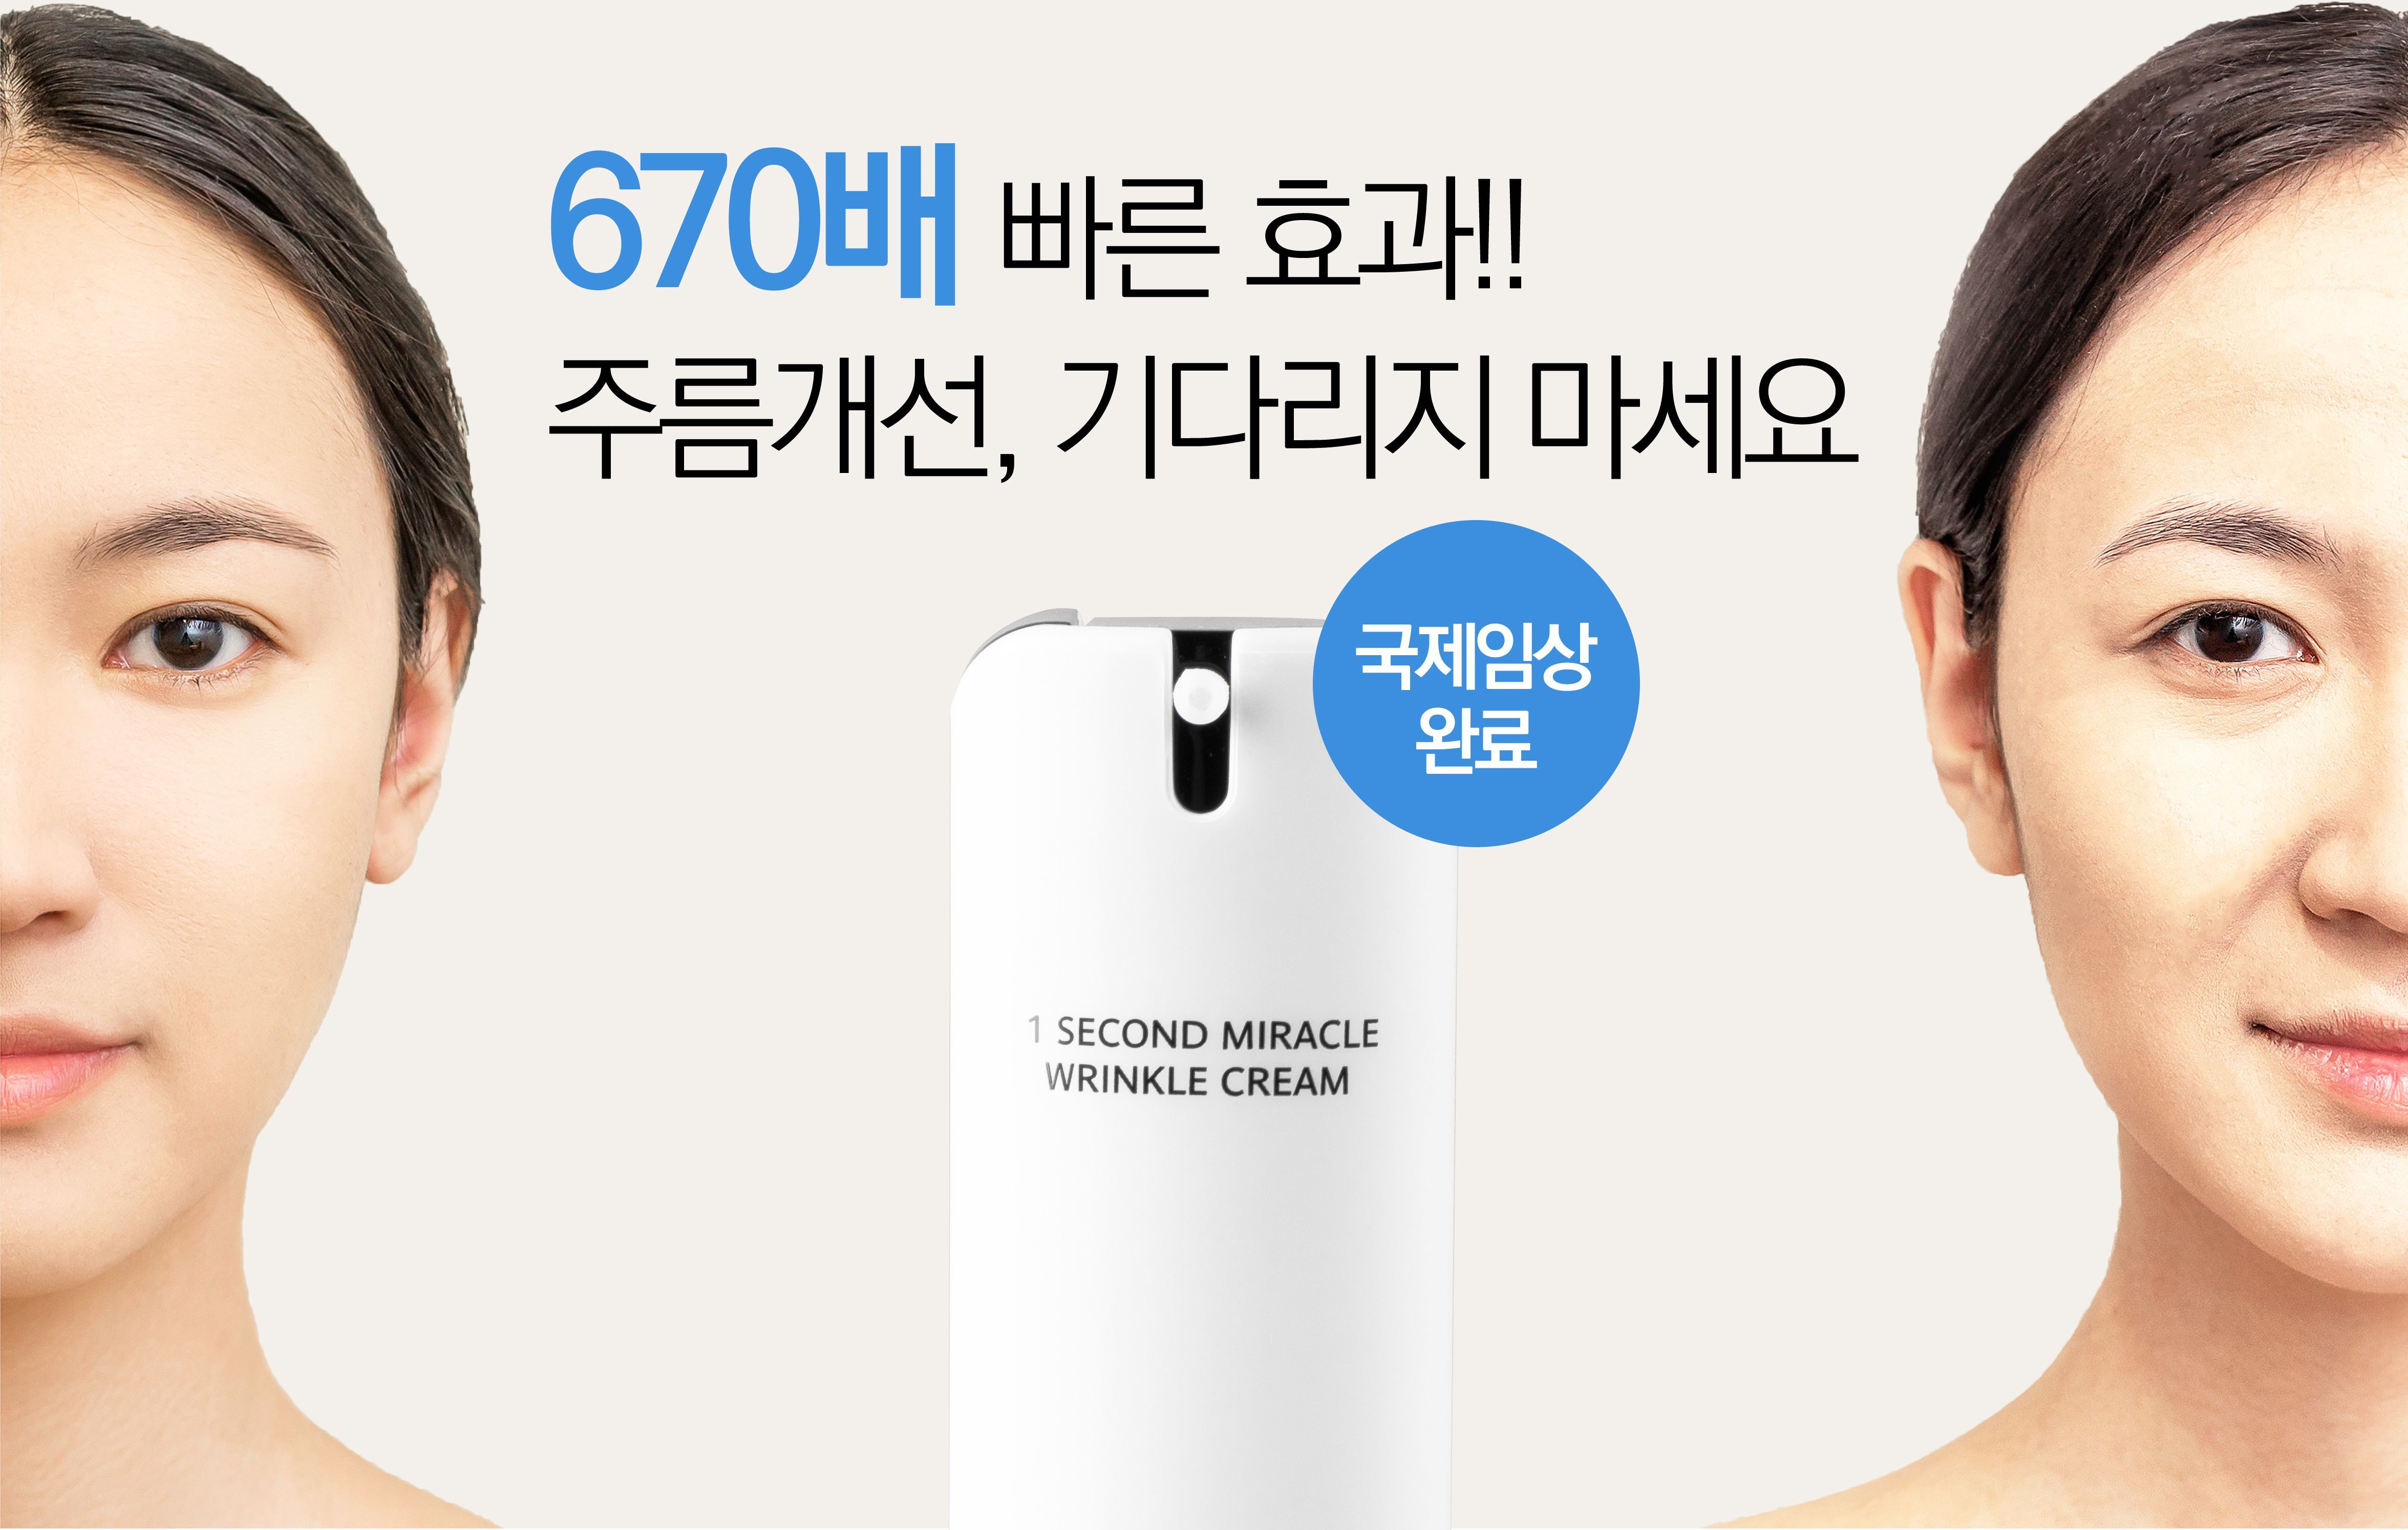 670배 빠른 효과!!
주름개선, 기다리지 마세요
국제임상
완료
1 SECOND MIRACLE
WRINKLE CREAM